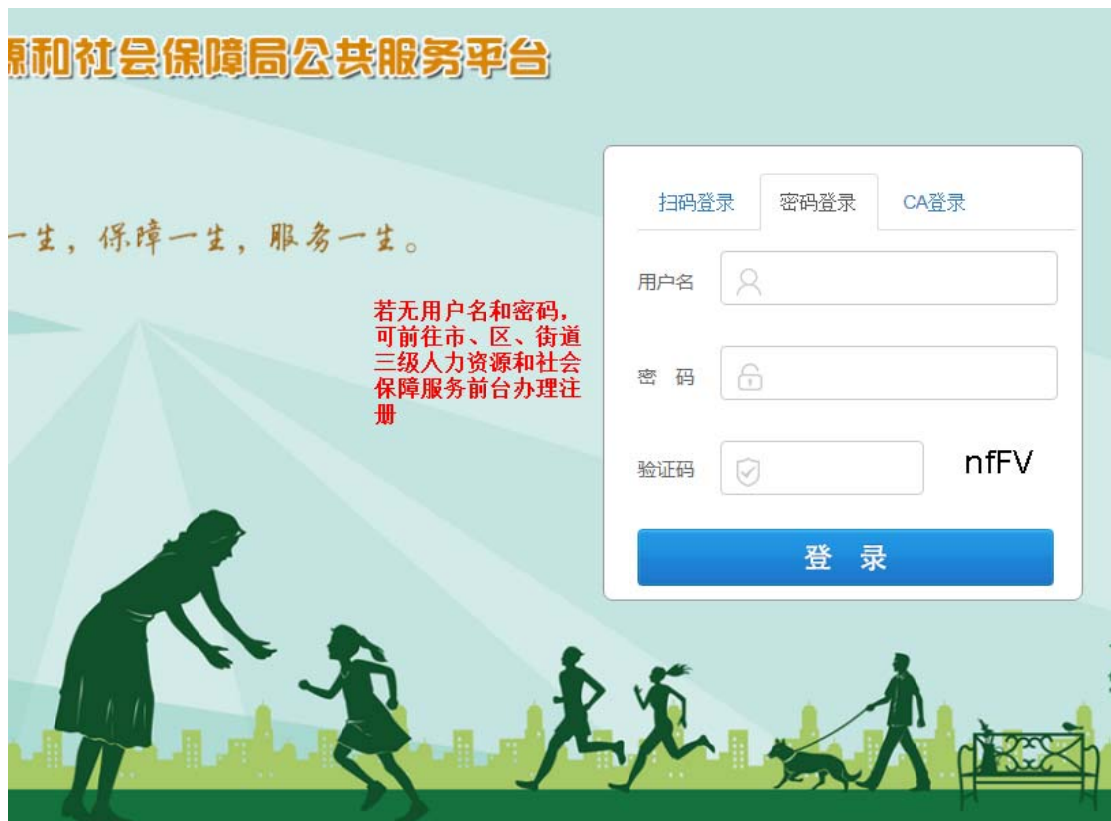 源和社会保障局公共服务平台
扫码登录 密码登录 CA登录
一生，保障一生，服务一生。
用户名
若无用户名和密码，
可前往市、区、街道
三级人力资源和社会
保障服务前台办理注
册
密 码
验证码 nfFV
登 录